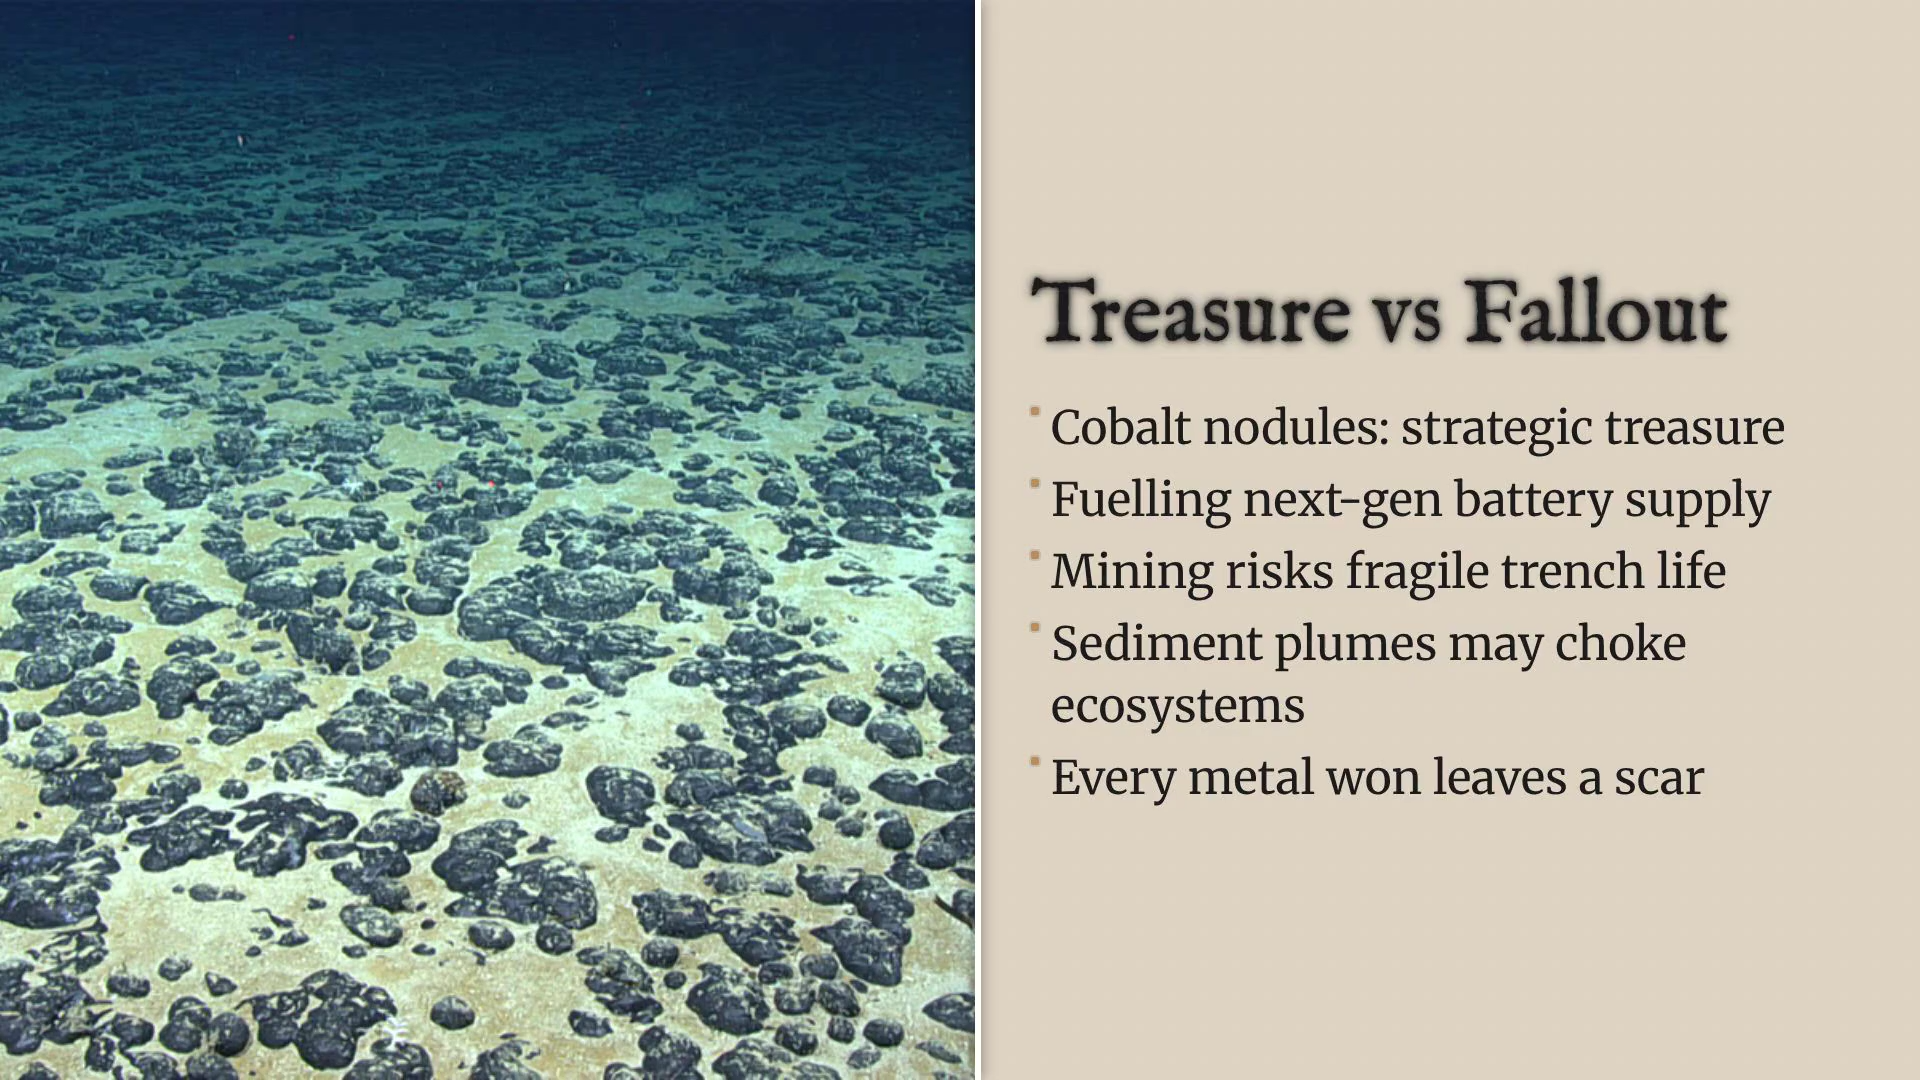 Treasure vs Fallout
Cobalt nodules: strategic treasure
Fuelling next-gen battery supply
Mining risks fragile trench life
Sediment plumes may choke
ecosystems
Every metal won leaves a scar